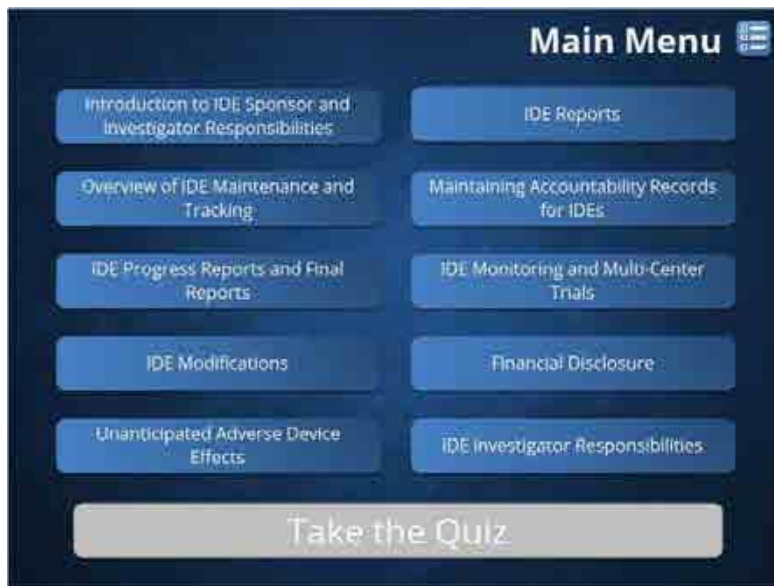 Main Menu
Introduction to IDE Sponsor and
Investigator Responsibilities
IDE Reports
Overview of IDE Maintenance and
Tracking
Maintaining Accountability Records
for IDEs
IDE Progress Reports and Final
Reports
IDE Monitoring and Multi-Center
Trials
IDE Modifications
Financial Disclosure
Unanticipated Adverse Device
Effects
IDE Investigator Responsibilities
Take the Quiz